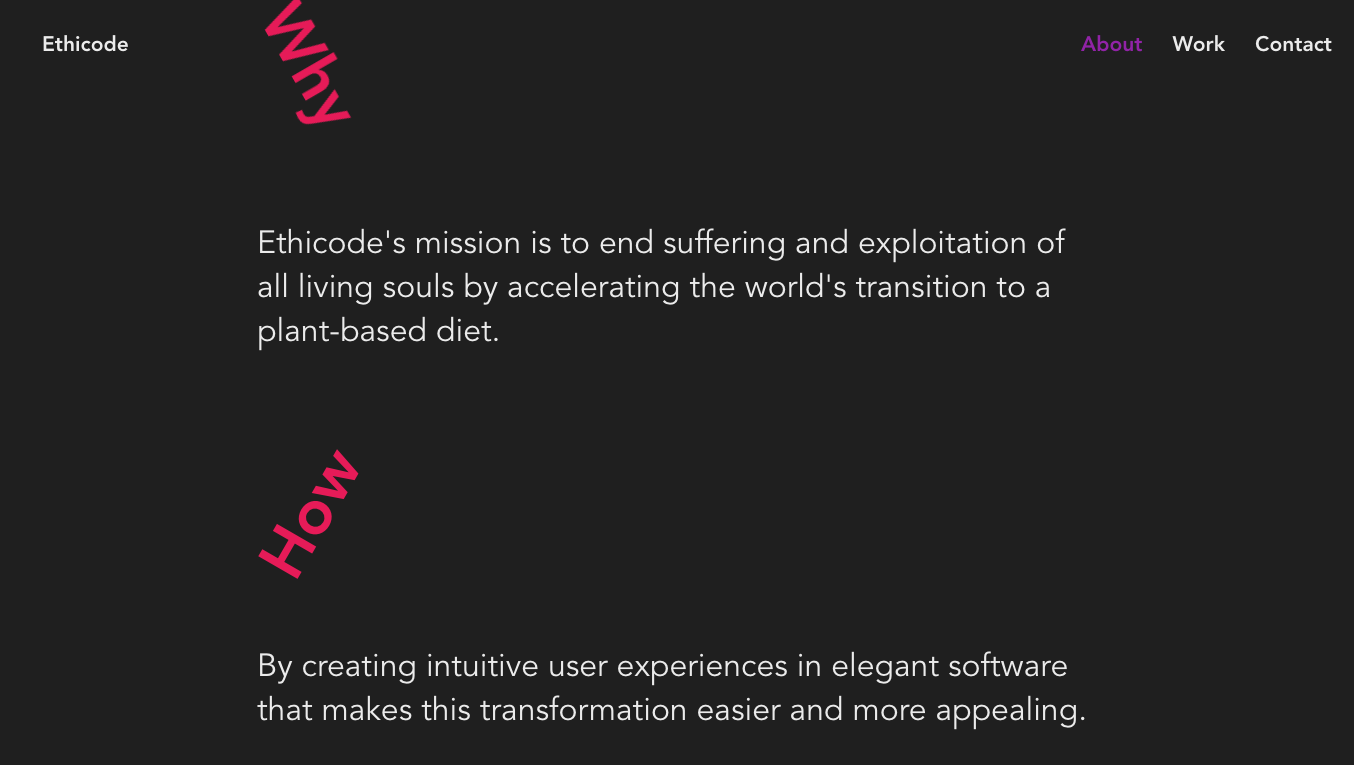 Ethicode
About Work Contact
Why
Ethicode's mission is to end suffering and exploitation of
all living souls by accelerating the world's transition to a
plant-based diet.
How
By creating intuitive user experiences in elegant software
that makes this transformation easier and more appealing.